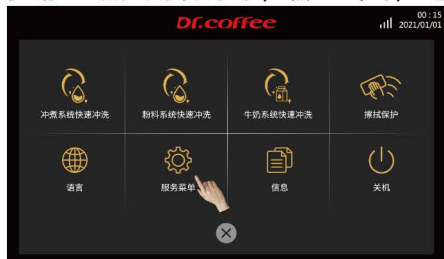 Dr.coffee
00:15
2021/01/01
冲煮系统快速冲洗
粉料系统快速冲洗
牛奶系统快速冲洗
擦拭保护
语言
服务菜单
信息
关机